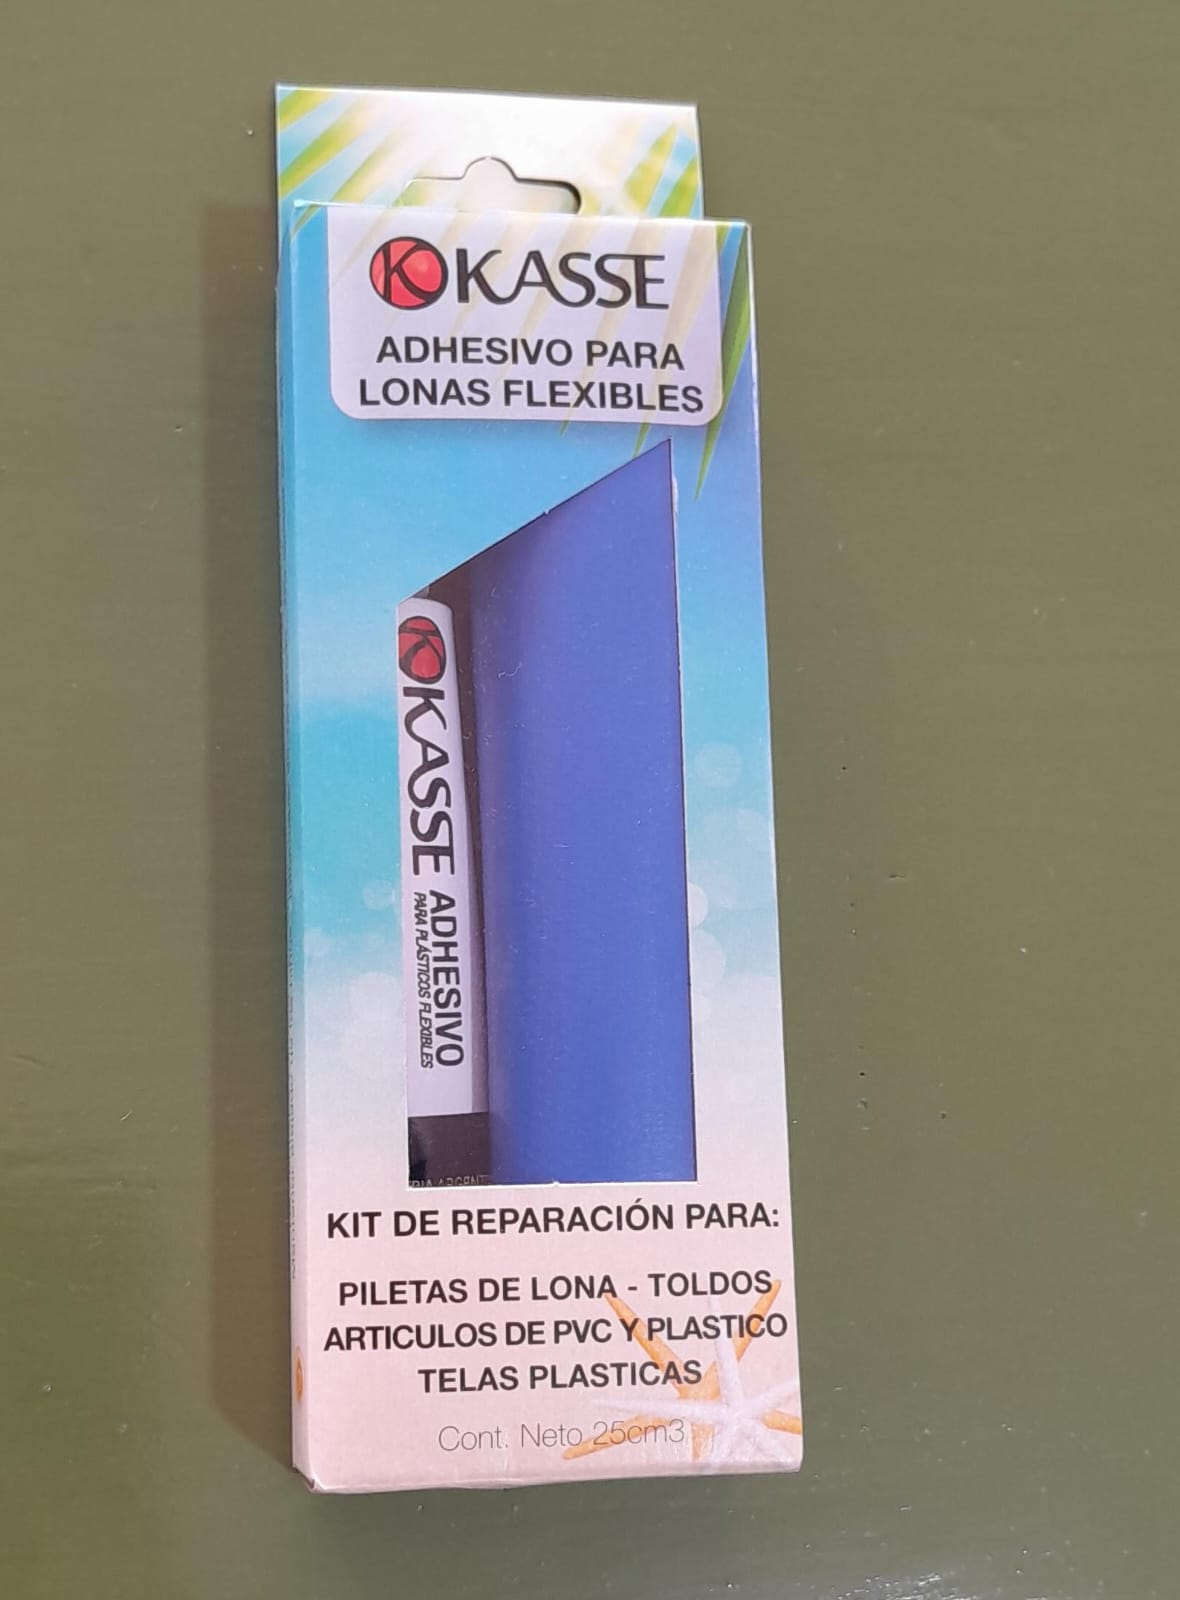 KASSE
ADHESIVO PARA
LONAS FLEXIBLES
KASSE
ADHESIVO
PARA PLÁSTICOS FLEXIBLES
KIT DE REPARACIÓN PARA:
PILETAS DE LONA - TOLDOS
ARTICULOS DE PVC Y PLASTICO
TELAS PLASTICAS
Cont. Neto 25cm3